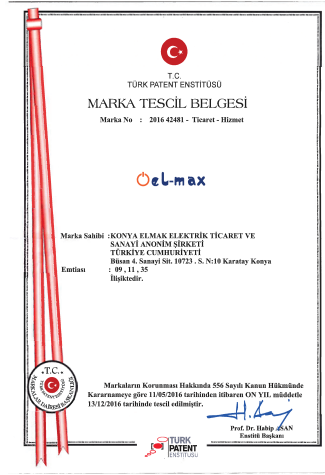 T.C.
TÜRK PATENT ENSTİTÜSÜ
MARKA TESCİL BELGESİ
Marka No : 2016 42481 - Ticaret - Hizmet
el-max
Marka Sahibi : KONYA ELMAK ELEKTRİK TİCARET VE
SANAYİ ANONİM ŞİRKETİ
TÜRKİYE CUMHURİYETİ
Büsan 4. Sanayi Sit. 10723 . S. N:10 Karatay Konya
Emtiası : 09 , 11 , 35
İlişiktedir.
T.C.
MARKALAR DAİRESİ BAŞKANLIĞI
Markaların Korunması Hakkında 556 Sayılı Kanun Hükmünde
Kararnameye göre 11/05/2016 tarihinden itibaren ON YIL müddetle
13/12/2016 tarihinde tescil edilmiştir.
Prof. Dr. Habip ASAN
Enstitü Başkanı
TÜRK
PATENT
ENSTİTÜSÜ